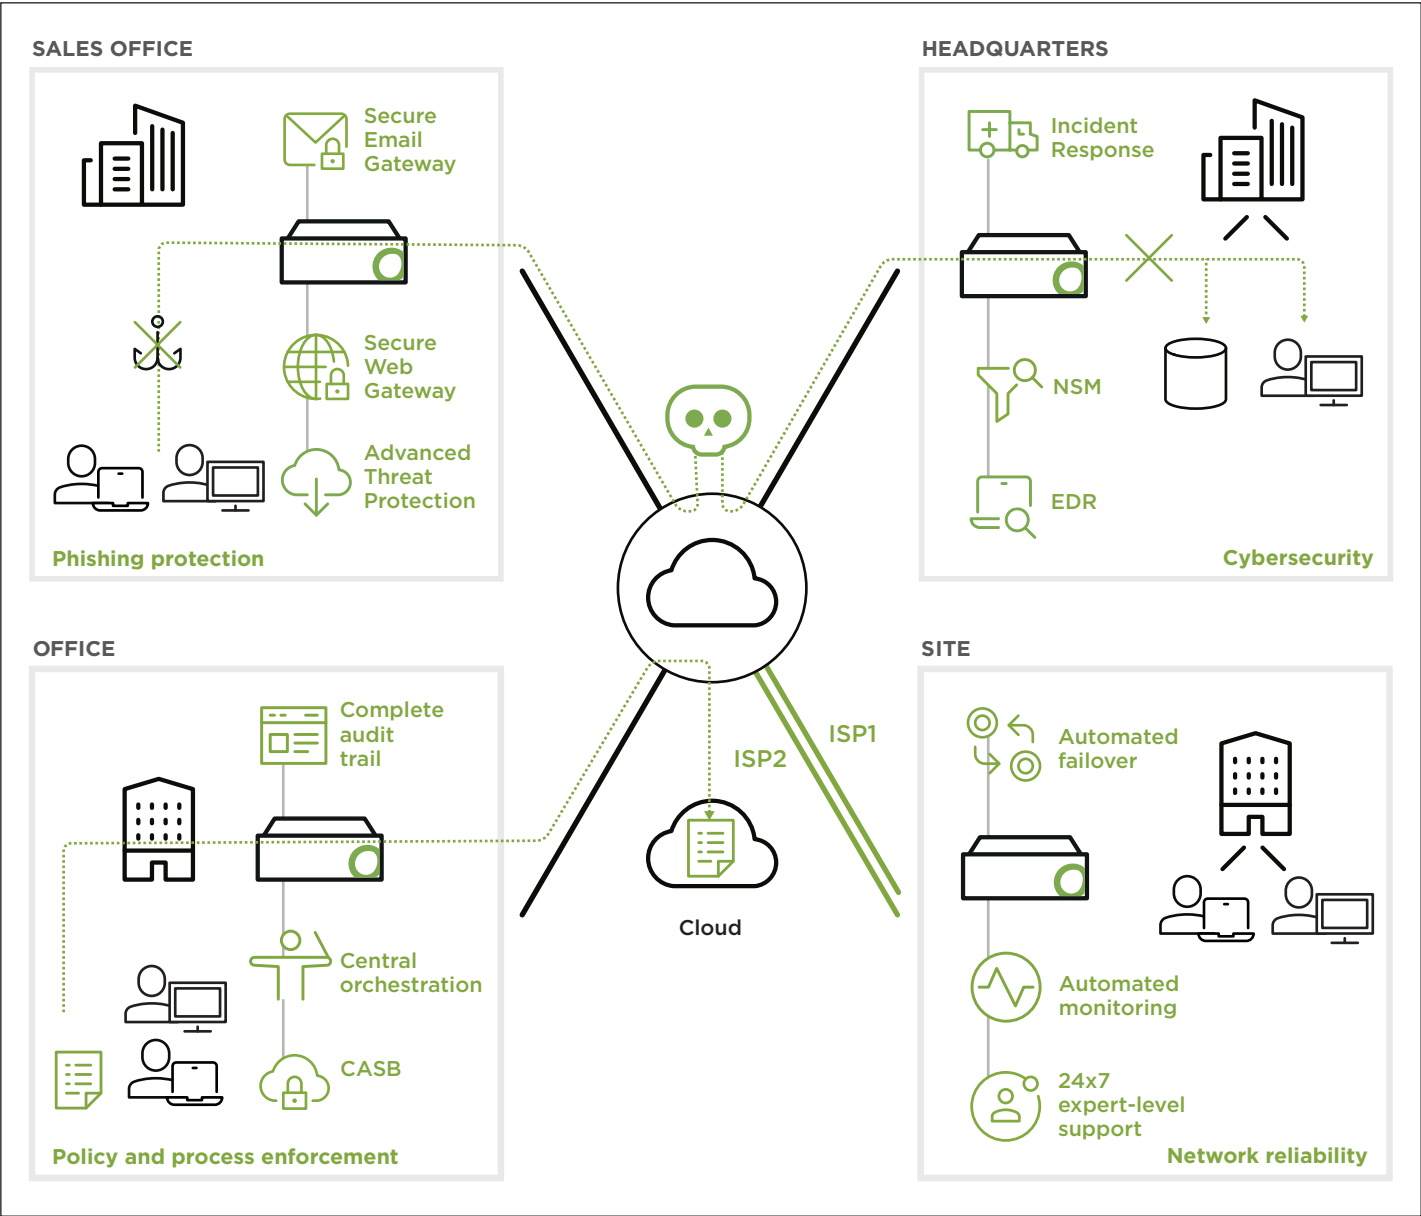 SALES OFFICE
Secure
Email
Gateway
Secure
Web
Gateway
Advanced
Threat
Protection
Phishing protection
HEADQUARTERS
Incident
Response
NSM
EDR
Cybersecurity
OFFICE
Complete
audit
trail
Central
orchestration
CASB
Policy and process enforcement
ISP1
ISP2
Cloud
SITE
Automated
failover
Automated
monitoring
24x7
expert-level
support
Network reliability